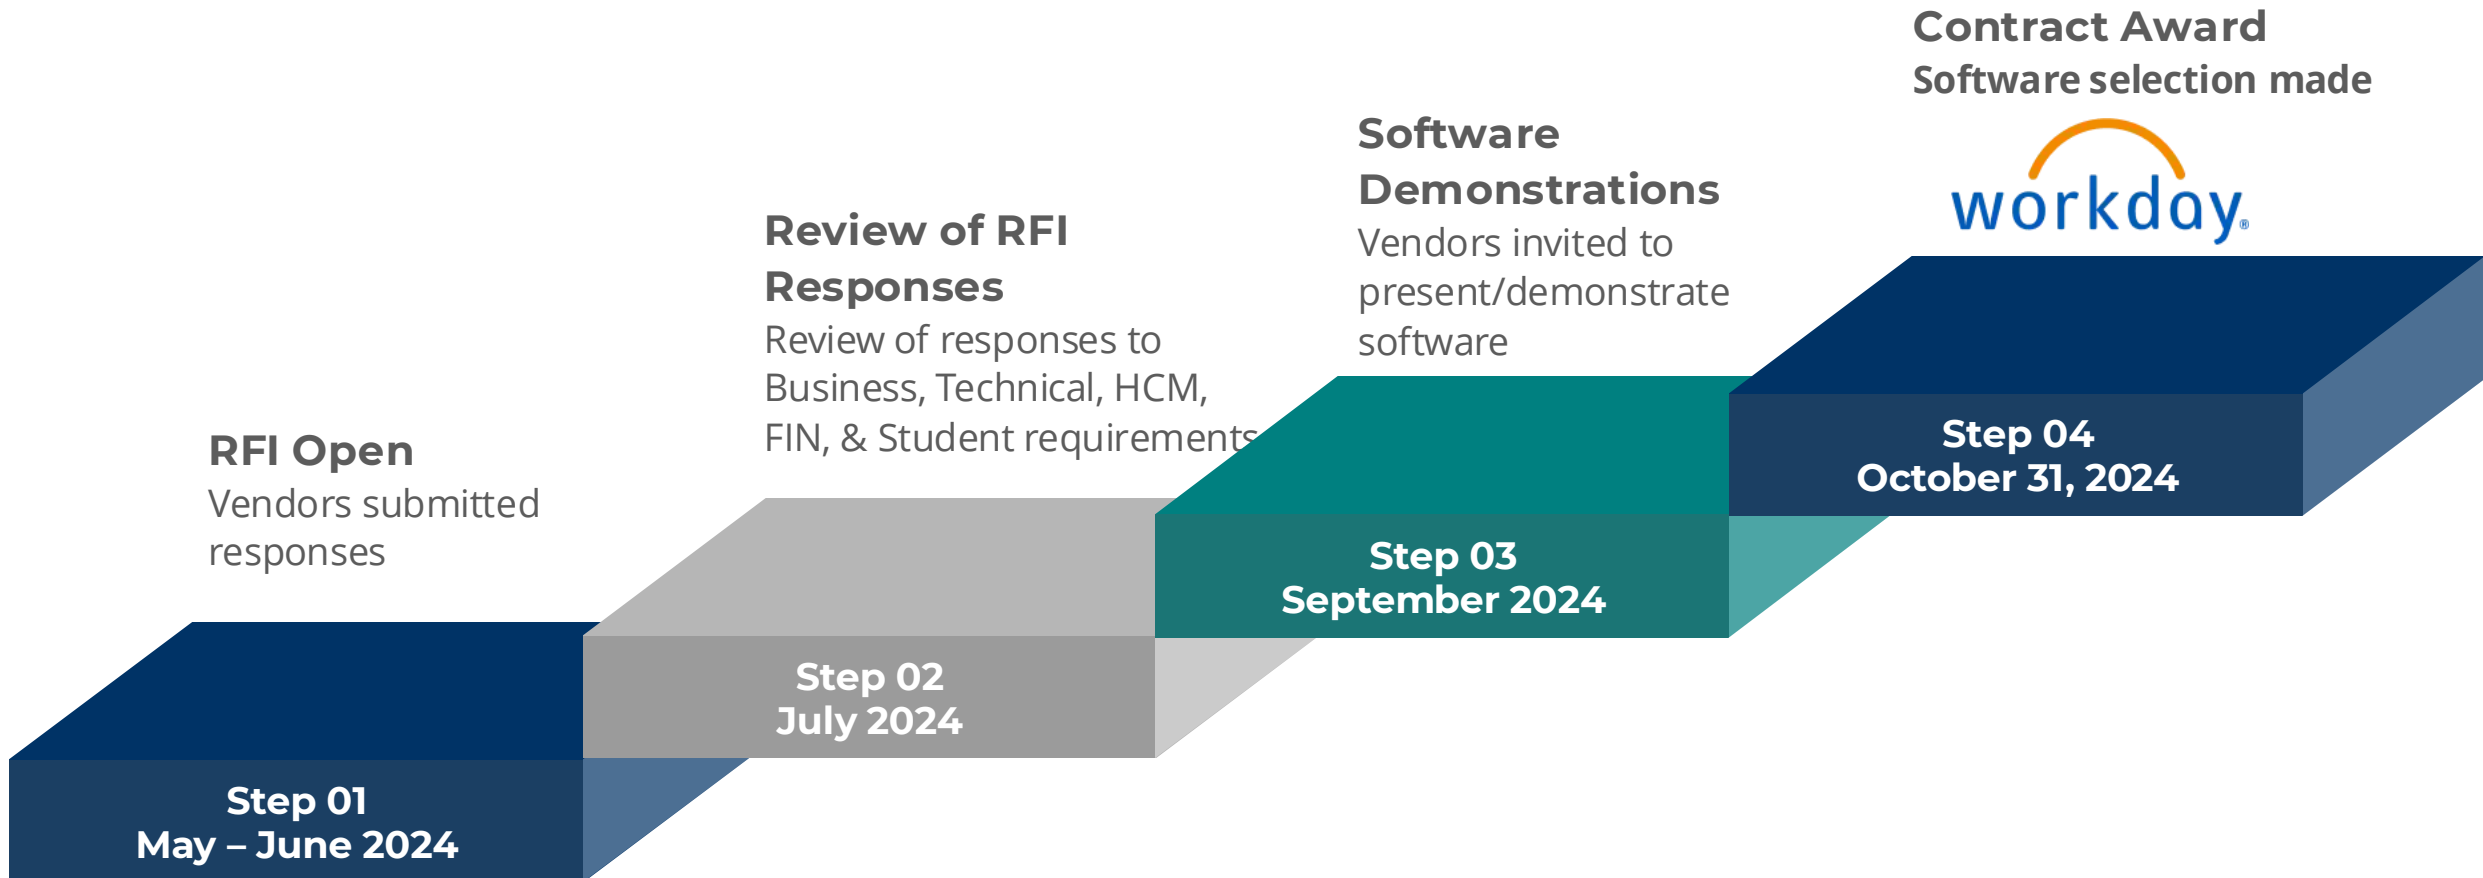 RFI Open
Vendors submitted
responses
Step 01
May – June 2024
Review of RFI
Responses
Review of responses to
Business, Technical, HCM,
FIN, & Student requirements
Step 02
July 2024
Software
Demonstrations
Vendors invited to
present/demonstrate
software
Step 03
September 2024
Contract Award
Software selection made
workday®
Step 04
October 31, 2024